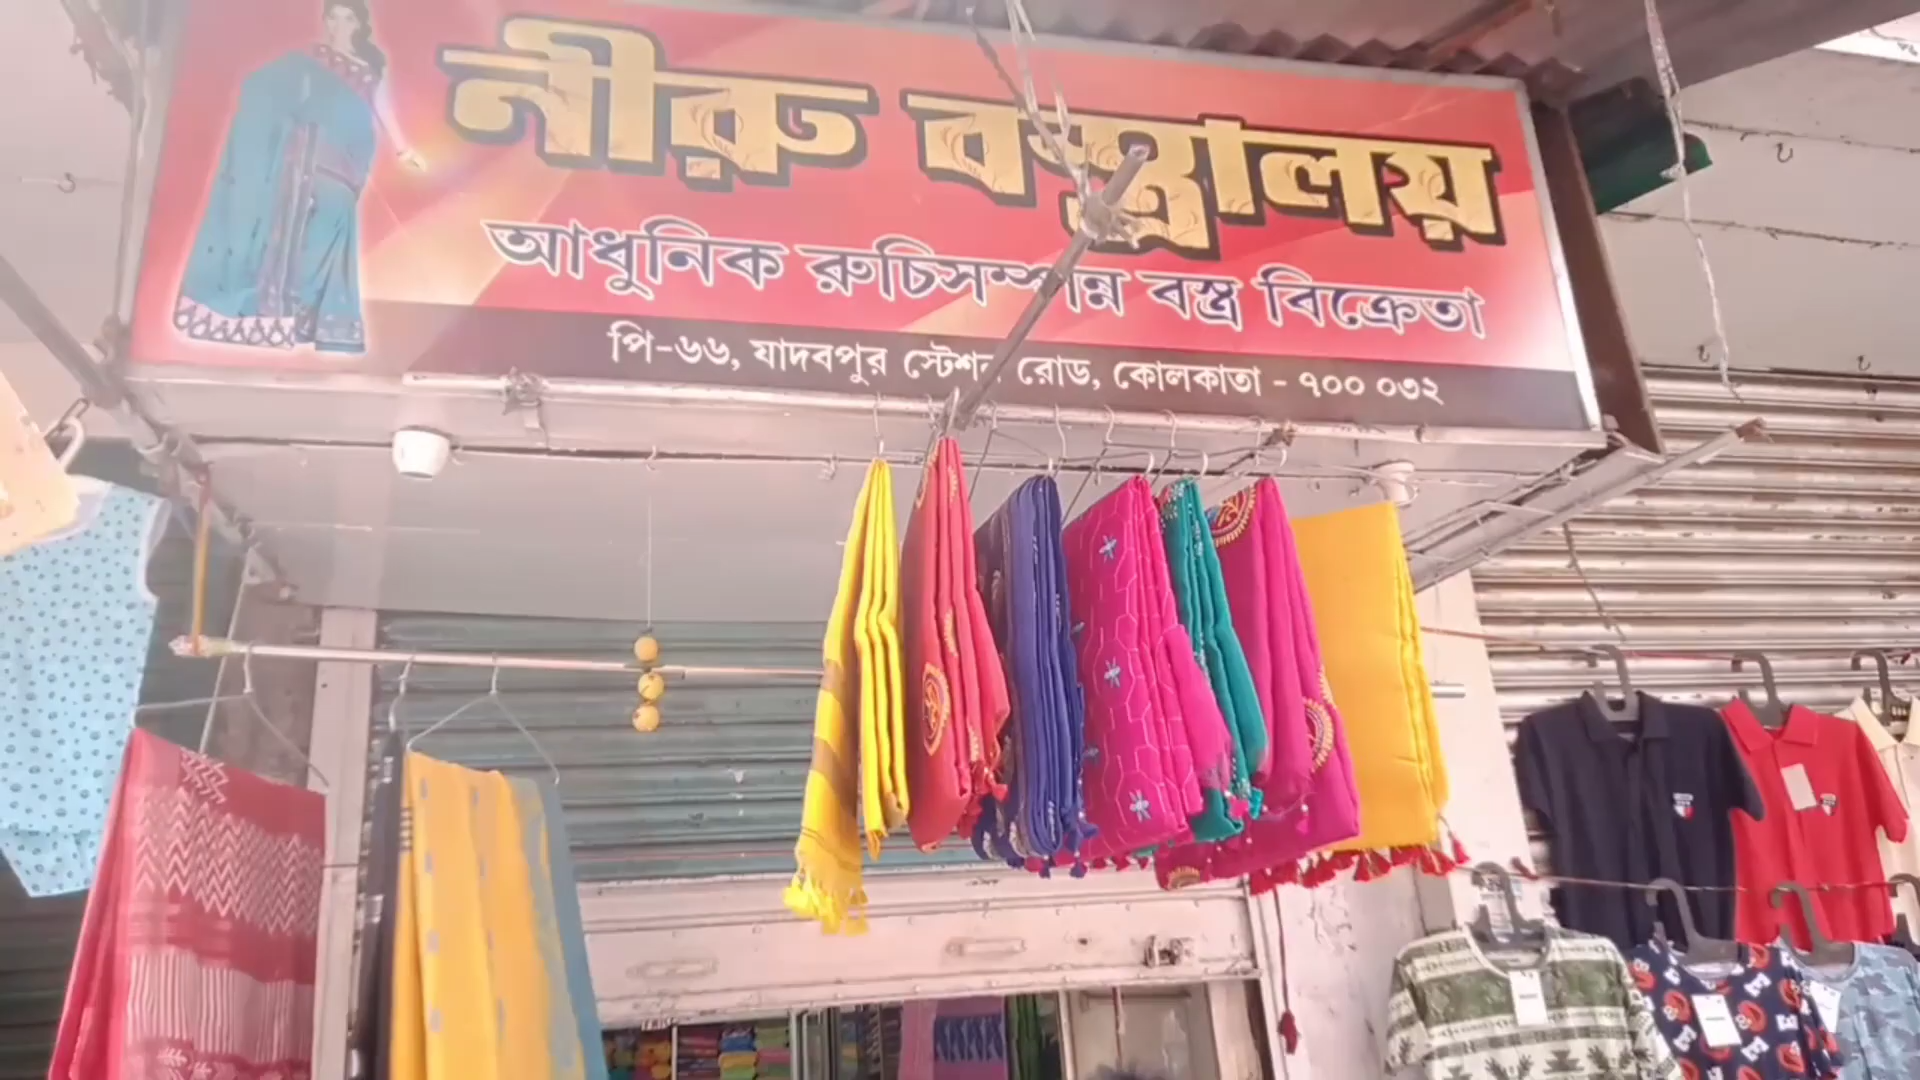 নীরু বস্ত্রালয়
আধুনিক রুচিসম্পন্ন বস্ত্র বিক্রেতা
পি-৬৬, যাদবপুর স্টেশন রোড, কোলকাতা - ৭০০ ০৩২